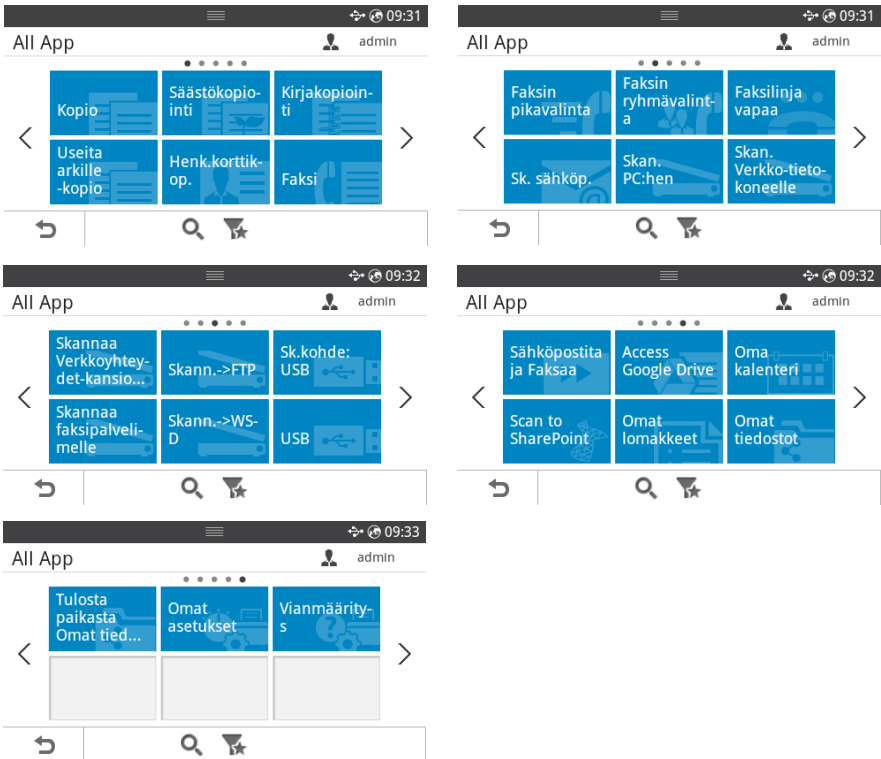 09:31
All App
admin
Kopio
Säästökopio-
inti
Kirjakopioin-
ti
Useita
arkille
-kopio
Henk.korttik-
op.
Faksi
09:31
All App
admin
Faksin
pikavalinta
Faksin
ryhmävalint-
a
Faksilinja
vapaa
Sk. sähköp.
Skan.
PC:hen
Skan.
Verkko-tieto-
koneelle
09:32
All App
admin
Skannaa
Verkkoyhtey-
det-kansio...
Skann.->FTP
Sk.kohde:
USB
Skannaa
faksipalveli-
melle
Skann.->WS-
D
USB
09:32
All App
admin
Sähköpostita
ja Faksaa
Access
Google Drive
Oma
kalenteri
Scan to
SharePoint
Omat
lomakkeet
Omat
tiedostot
09:33
All App
admin
Tulosta
paikasta
Omat tied...
Omat
asetukset
Vianmäärity-
s